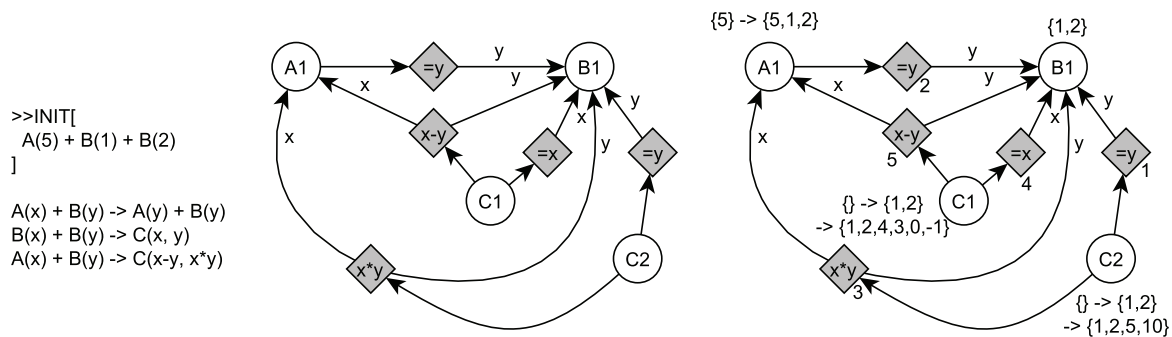 >>INIT[
A(5) + B(1) + B(2)
]
A(x) + B(y) -> A(y) + B(y)
B(x) + B(y) -> C(x, y)
A(x) + B(y) -> C(x-y, x*y)
A1
=y
y
B1
x
y
x-y
x
x
=x
y
=y
y
C1
x*y
C2
{5} -> {5,1,2}
{1,2}
A1
=y
2
y
B1
x
y
x-y
5
x
x
=x
4
y
=y
1
y
C1
{} -> {1,2}
-> {1,2,4,3,0,-1}
x*y
3
C2
{} -> {1,2}
-> {1,2,5,10}